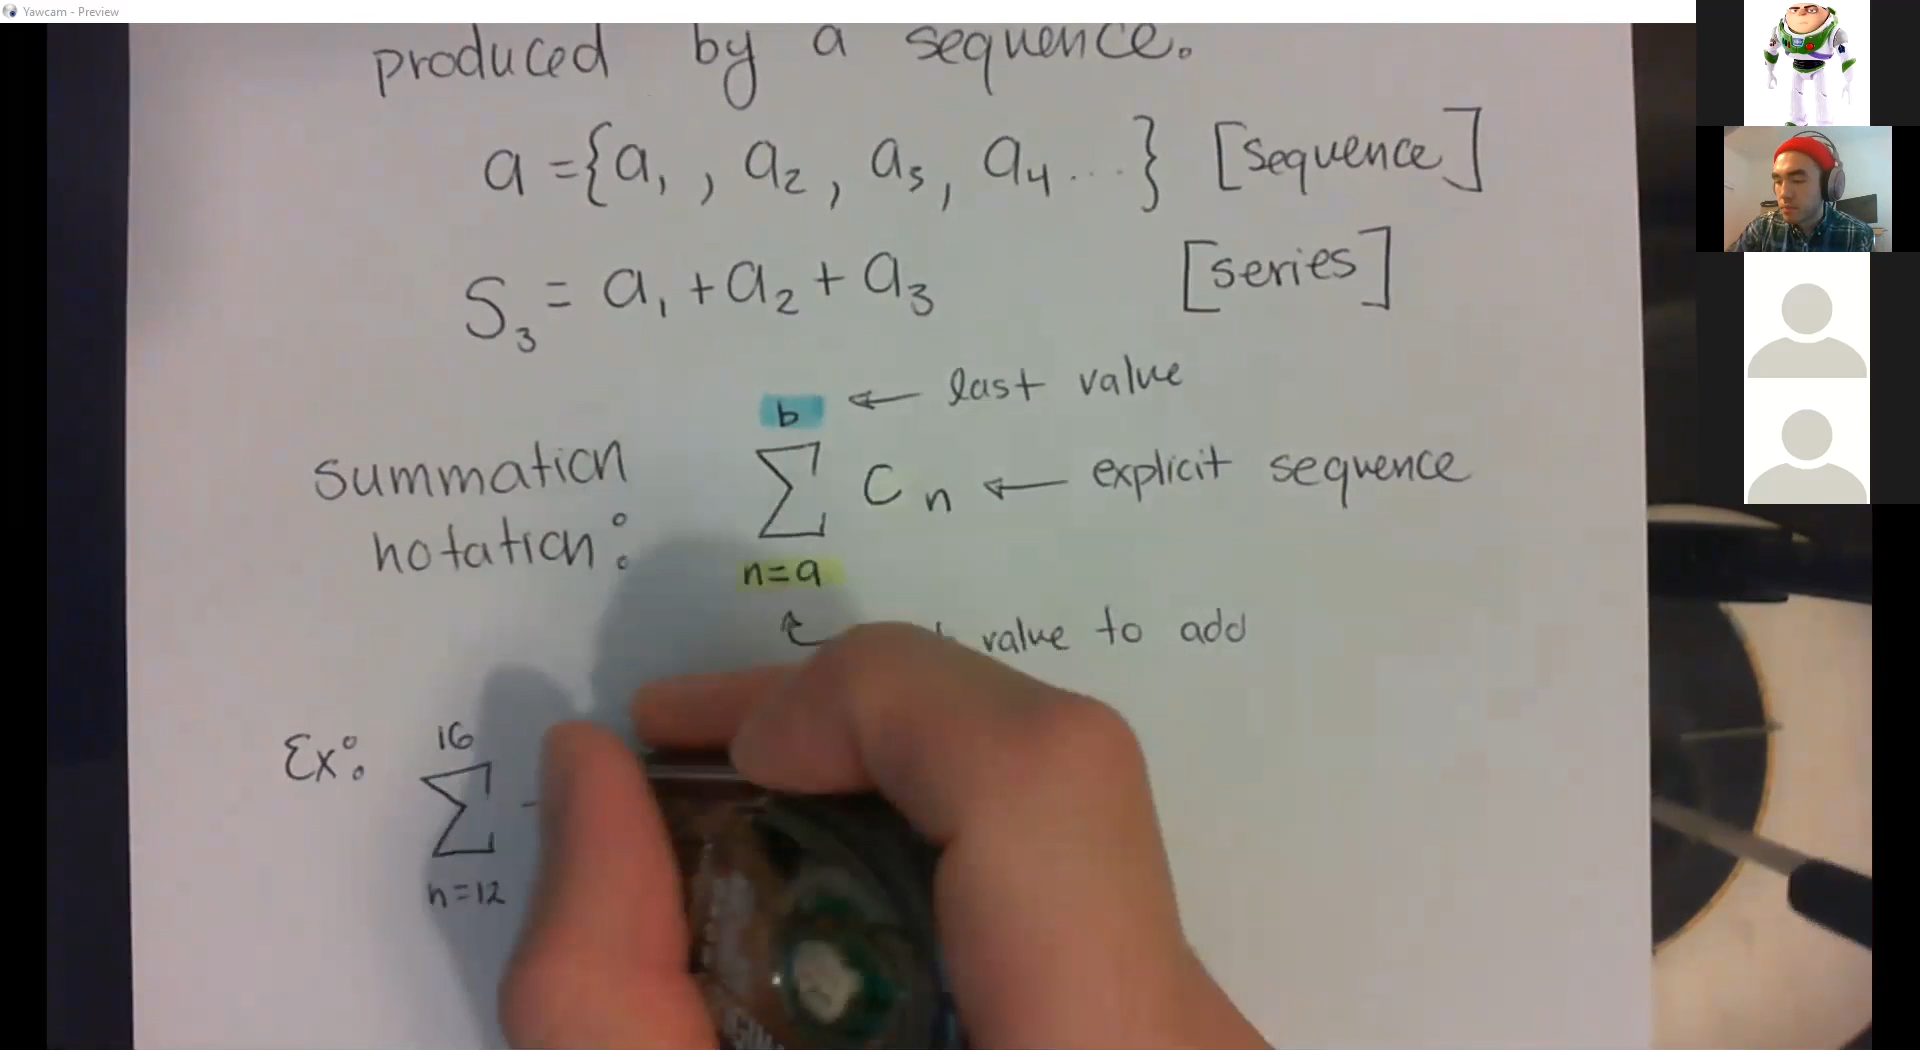 Yawcam - Preview
produced by a sequence.
a = {a₁, a₂, a₃, a₄ ...} [sequence]
S₃ = a₁ + a₂ + a₃ [series]
b ← last value
summation notation: ∑ Cₙ ← explicit sequence
n=a
value to add
Ex: 16
∑ -
n=12